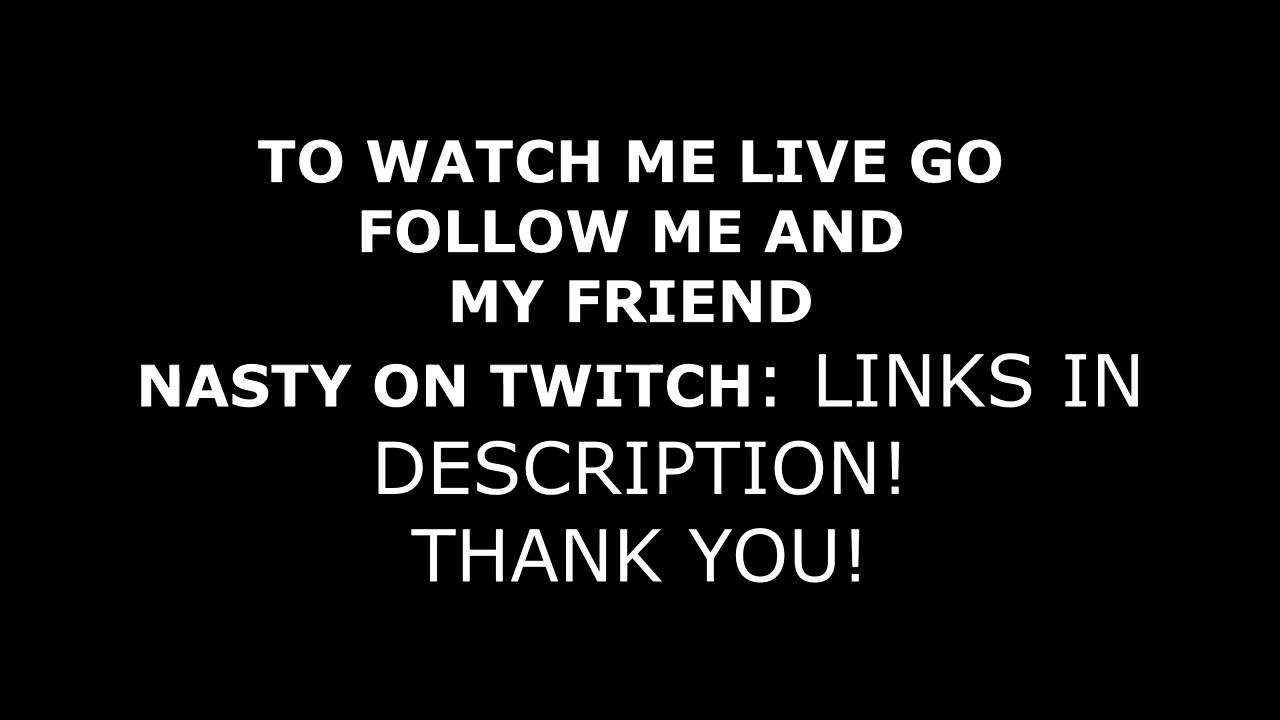 TO WATCH ME LIVE GO
FOLLOW ME AND
MY FRIEND
NASTY ON TWITCH: LINKS IN
DESCRIPTION!
THANK YOU!